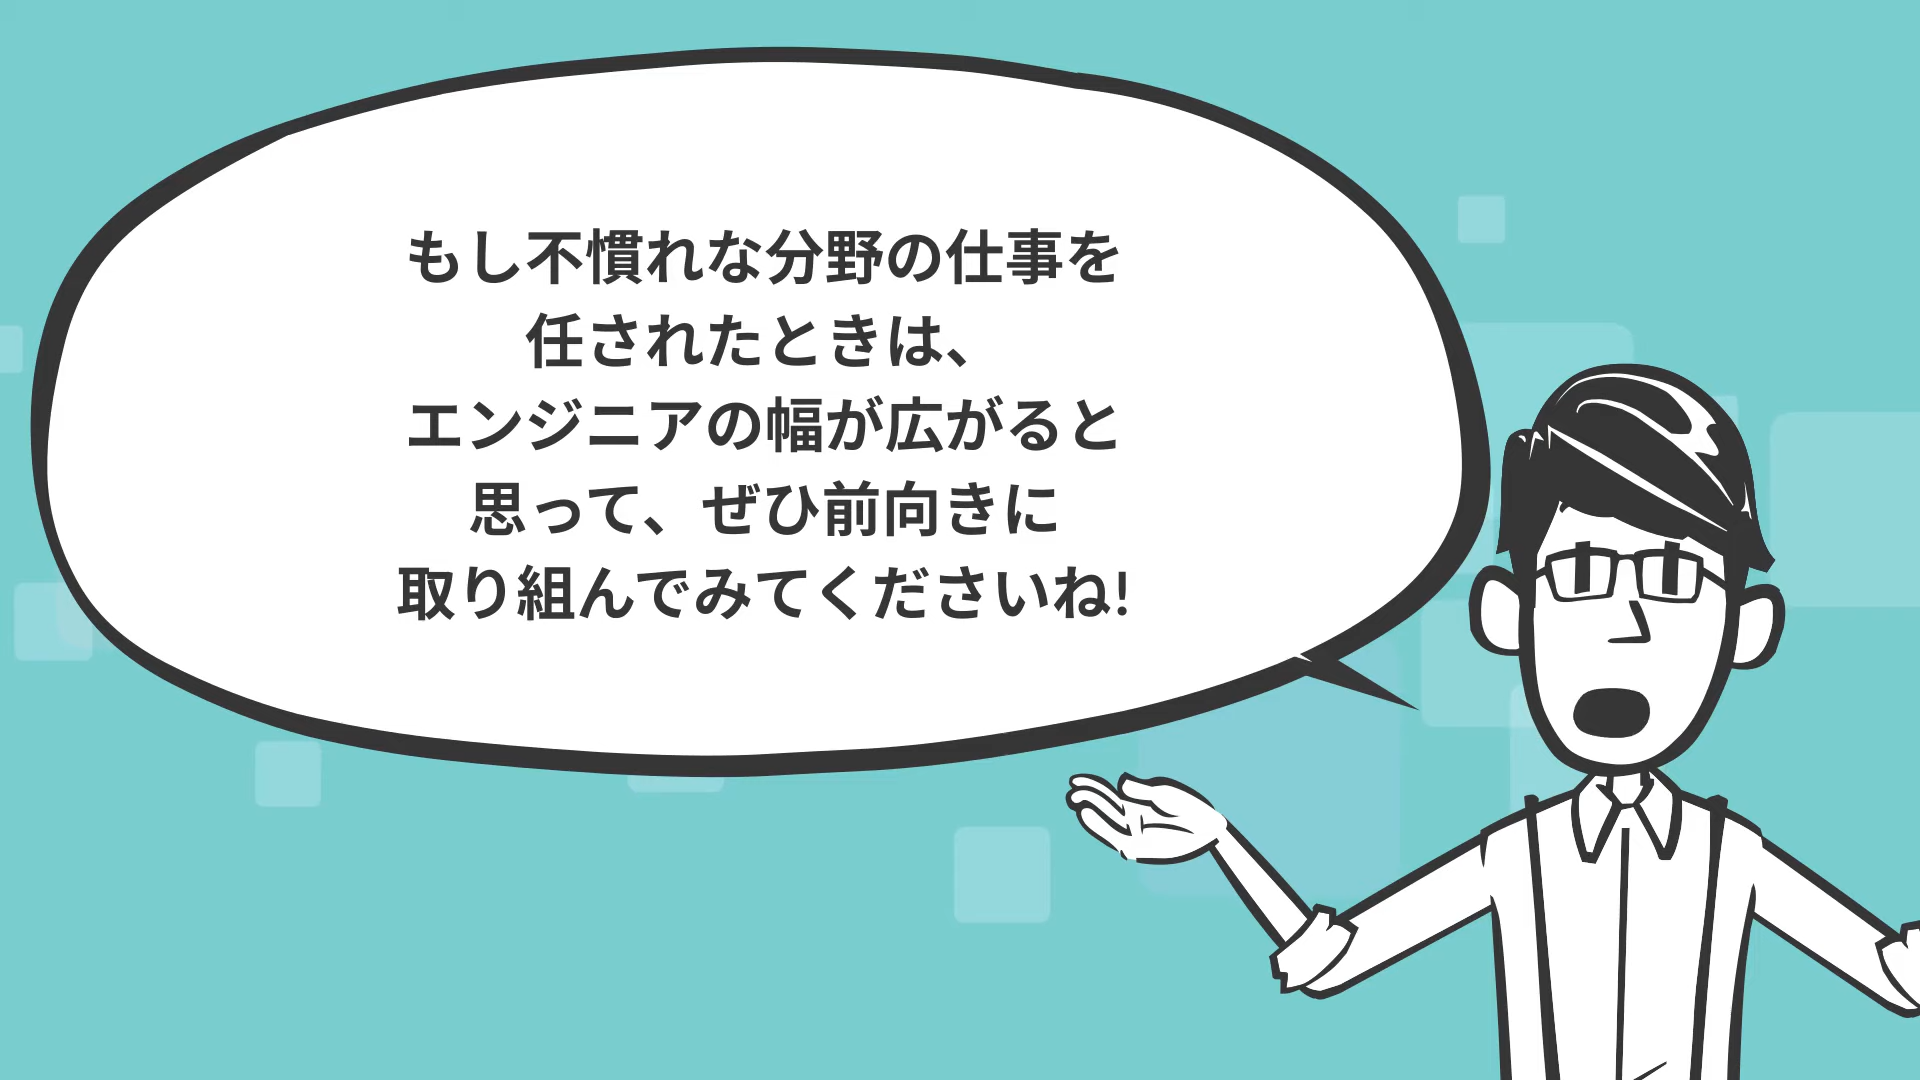 もし不慣れな分野の仕事を
任されたときは、
エンジニアの幅が広がると
思って、ぜひ前向きに
取り組んでみてくださいね!